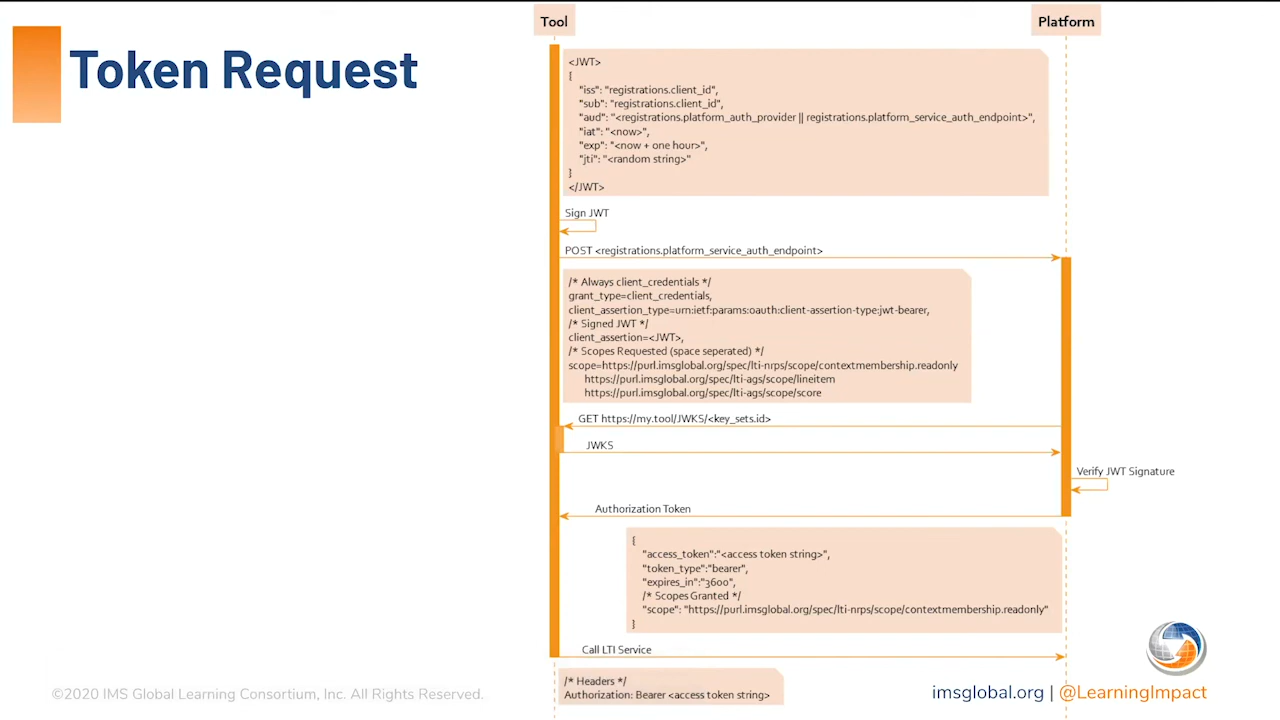 Token Request
Tool
Platform
<JWT>
{
"iss": "registrations.client_id",
"sub": "registrations.client_id",
"aud": "<registrations.platform_auth_provider || registrations.platform_service_auth_endpoint>",
"iat": "<now>",
"exp": "<now + one hour>",
"jti": "<random string>"
}
</JWT>
Sign JWT
POST <registrations.platform_service_auth_endpoint>
/* Always client_credentials */
grant_type=client_credentials,
client_assertion_type=urn:ietf:params:oauth:client-assertion-type:jwt-bearer,
/* Signed JWT */
client_assertion=<JWT>,
/* Scopes Requested (space seperated) */
scope=https://purl.imsglobal.org/spec/lti-nrps/scope/contextmembership.readonly
https://purl.imsglobal.org/spec/lti-ags/scope/lineitem
https://purl.imsglobal.org/spec/lti-ags/scope/score
GET https://my.tool/JWKS/<key_sets.id>
JWKS
Verify JWT Signature
Authorization Token
{
"access_token":"<access token string>",
"token_type":"bearer",
"expires_in":"3600",
/* Scopes Granted */
"scope": "https://purl.imsglobal.org/spec/lti-nrps/scope/contextmembership.readonly"
}
Call LTI Service
/* Headers */
Authorization: Bearer <access token string>
©2020 IMS Global Learning Consortium, Inc. All Rights Reserved.
imsglobal.org | @LearningImpact